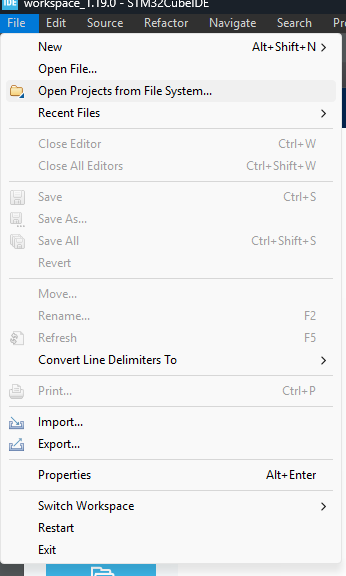 IDE workspace_1.19.0 - STM32CubeIDE
File Edit Source Refactor Navigate Search
New Alt+Shift+N
Open File...
Open Projects from File System...
Recent Files
Close Editor Ctrl+W
Close All Editors Ctrl+Shift+W
Save Ctrl+S
Save As...
Save All Ctrl+Shift+S
Revert
Move...
Rename... F2
Refresh F5
Convert Line Delimiters To
Print... Ctrl+P
Import...
Export...
Properties Alt+Enter
Switch Workspace
Restart
Exit